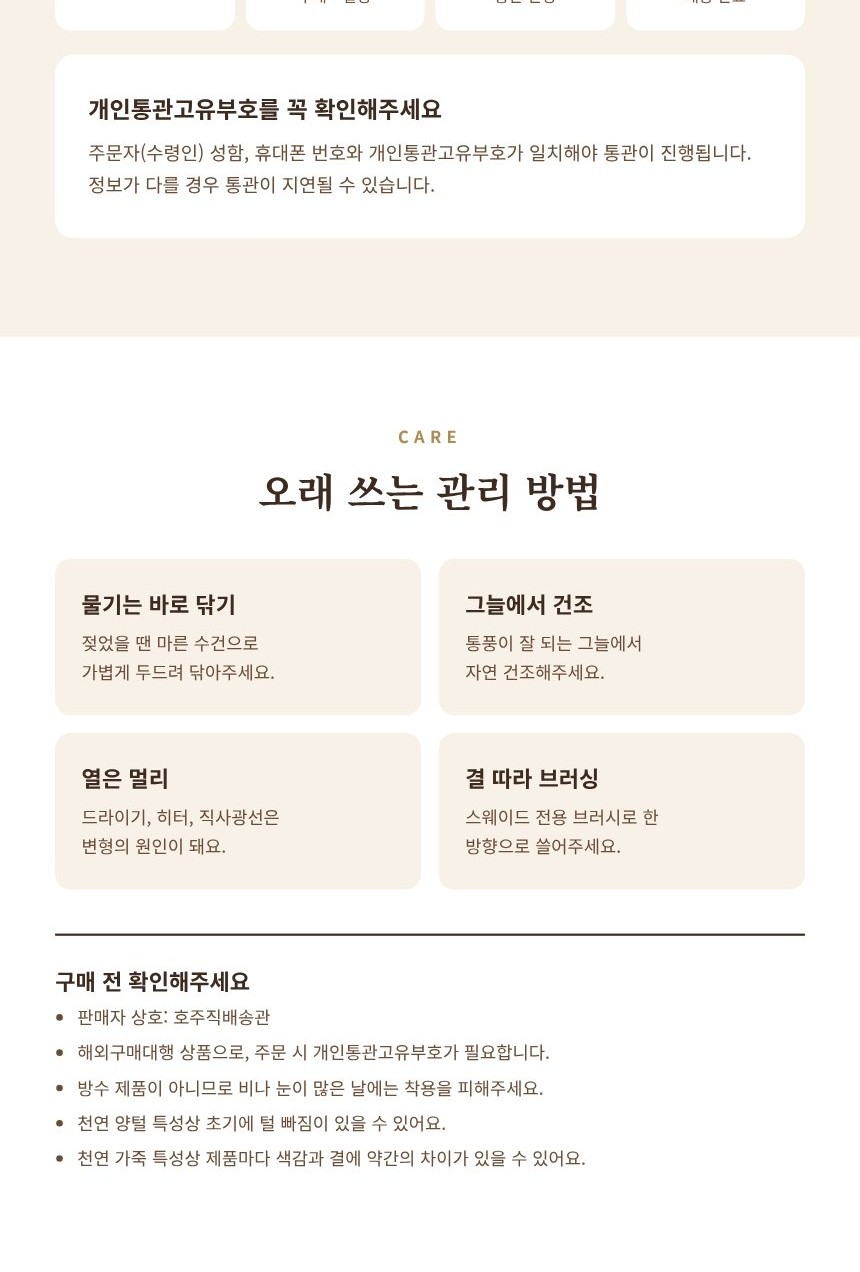 개인통관고유부호를 꼭 확인해주세요
주문자(수령인) 성함, 휴대폰 번호와 개인통관고유부호가 일치해야 통관이 진행됩니다.
정보가 다를 경우 통관이 지연될 수 있습니다.
CARE
오래 쓰는 관리 방법
물기는 바로 닦기
젖었을 땐 마른 수건으로
가볍게 두드려 닦아주세요.
그늘에서 건조
통풍이 잘 되는 그늘에서
자연 건조해주세요.
열은 멀리
드라이기, 히터, 직사광선은
변형의 원인이 돼요.
결 따라 브러싱
스웨이드 전용 브러시로 한
방향으로 쓸어주세요.
구매 전 확인해주세요
• 판매자 상호: 호주직배송관
• 해외구매대행 상품으로, 주문 시 개인통관고유부호가 필요합니다.
• 방수 제품이 아니므로 비나 눈이 많은 날에는 착용을 피해주세요.
• 천연 양털 특성상 초기에 털 빠짐이 있을 수 있어요.
• 천연 가죽 특성상 제품마다 색감과 결에 약간의 차이가 있을 수 있어요.